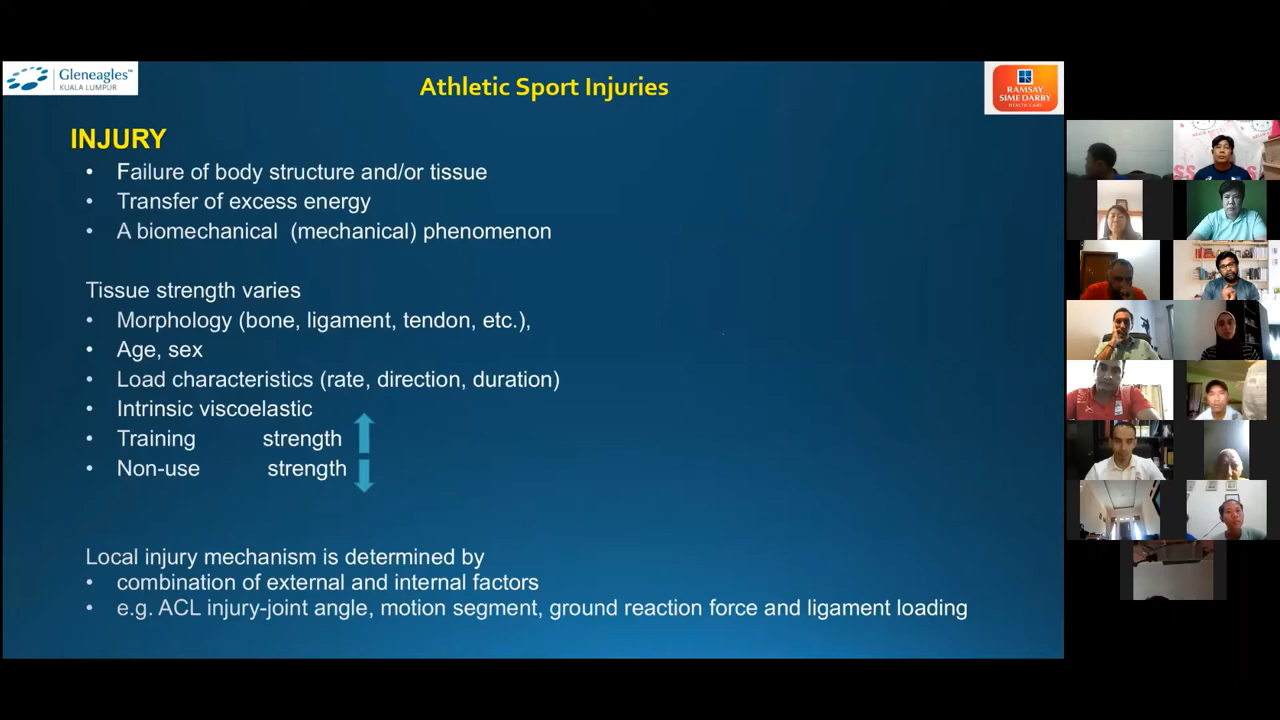 Gleneagles™
KUALA LUMPUR
Athletic Sport Injuries
RAMSAY
SIME DARBY
HEALTH CARE
INJURY
• Failure of body structure and/or tissue
• Transfer of excess energy
• A biomechanical (mechanical) phenomenon
Tissue strength varies
• Morphology (bone, ligament, tendon, etc.),
• Age, sex
• Load characteristics (rate, direction, duration)
• Intrinsic viscoelastic
• Training strength
• Non-use strength
Local injury mechanism is determined by
• combination of external and internal factors
• e.g. ACL injury-joint angle, motion segment, ground reaction force and ligament loading